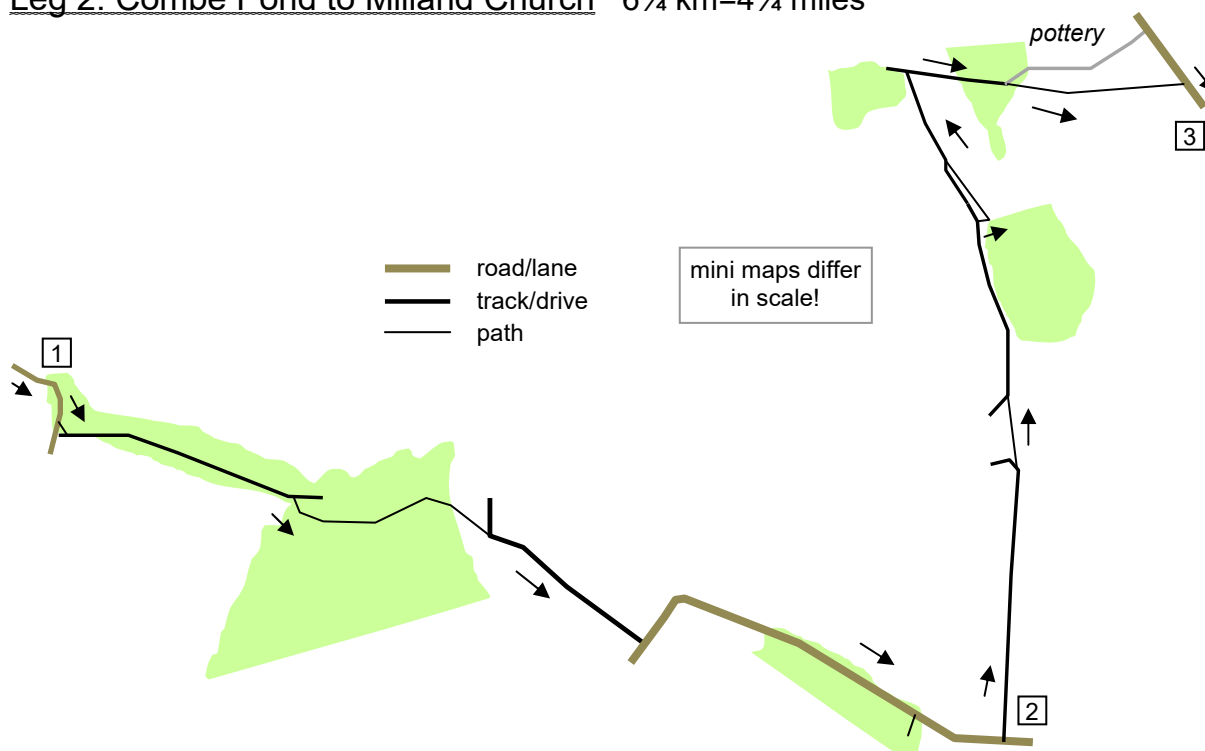 Leg 2: Combe Pond to Milland Church 6¾ km=4¼ miles
pottery
3
road/lane
mini maps differ
in scale!
track/drive
path
1
2